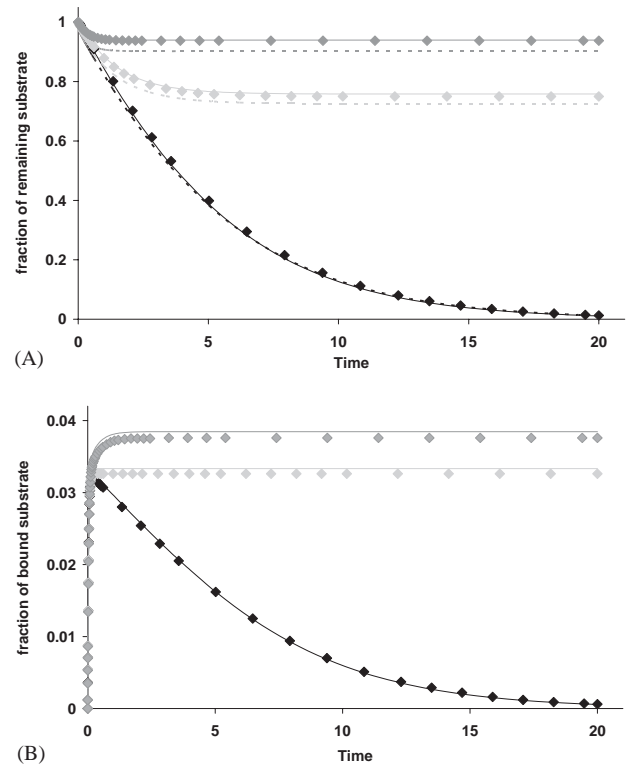 1
0.8
0.6
0.4
0.2
0
fraction of remaining substrate
0 5 10 15 20
Time
(A)
0.04
0.03
0.02
0.01
0
fraction of bound substrate
0 5 10 15 20
Time
(B)